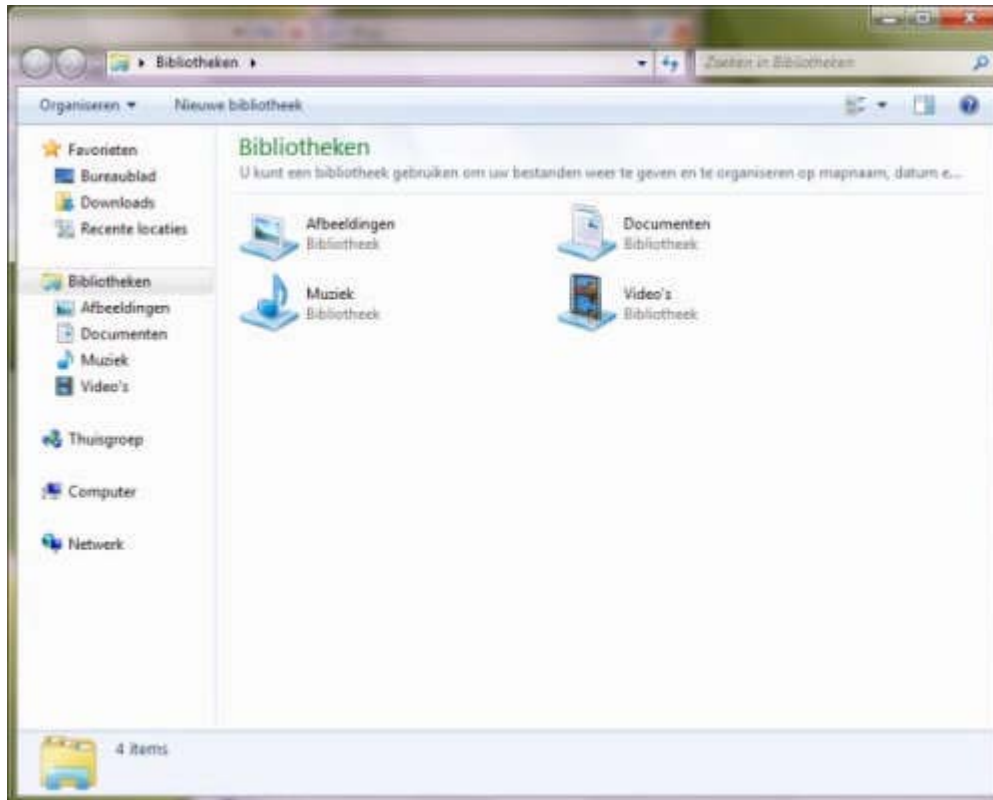 Bibliotheken
Zoeken in Bibliotheken
Organiseren
Nieuwe bibliotheek
Favorieten
Bureaublad
Downloads
Recente locaties
Bibliotheken
Afbeeldingen
Documenten
Muziek
Video's
Thuisgroep
Computer
Netwerk
Bibliotheken
U kunt een bibliotheek gebruiken om uw bestanden weer te geven en te organiseren op mapnaam, datum e...
Afbeeldingen
Bibliotheek
Documenten
Bibliotheek
Muziek
Bibliotheek
Video's
Bibliotheek
4 items